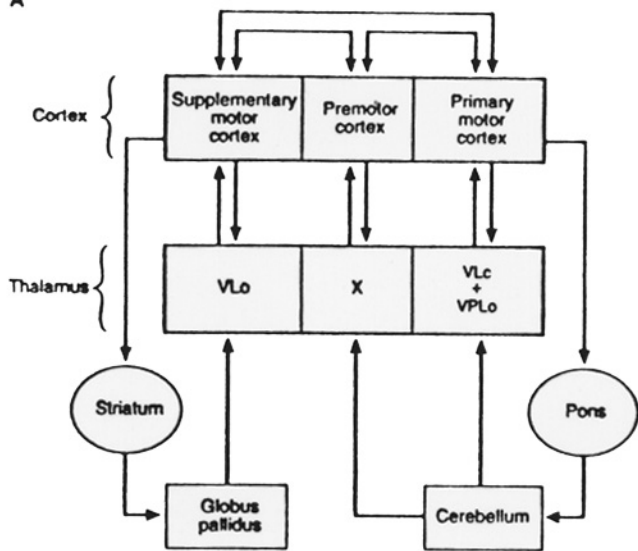 A
Supplementary
motor
cortex
Premotor
cortex
Primary
motor
cortex
Cortex
Thalamus
VLo
X
VLc
+
VPLo
Striatum
Pons
Globus
pallidus
Cerebellum